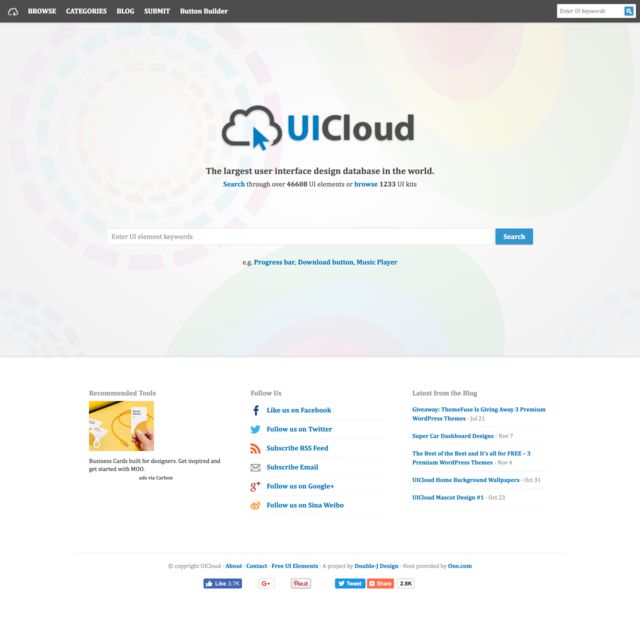 BROWSE CATEGORIES BLOG SUBMIT Button Builder Enter UI keywords
UICloud
The largest user interface design database in the world.
Search through over 46608 UI elements or browse 1233 UI kits
Enter UI element keywords Search
e.g. Progress bar, Download button, Music Player
Recommended Tools
Business Cards built for designers. Get inspired and
get started with MOO.
ads via Carbon
Follow Us
Like us on Facebook
Follow us on Twitter
Subscribe RSS Feed
Subscribe Email
Follow us on Google+
Follow us on Sina Weibo
Latest from the Blog
Giveaway: ThemeFuse Is Giving Away 3 Premium
WordPress Themes - Jul 21
Super Car Dashboard Designs - Nov 7
The Best of the Best and It's all for FREE – 3
Premium WordPress Themes - Nov 4
UICloud Home Background Wallpapers - Oct 31
UICloud Mascot Design #1 - Oct 23
© copyright UICloud · About · Contact · Free UI Elements · A project by Double-J Design · Host provided by One.com
Like 3.7K G+ Pin it Tweet Share 2.8K